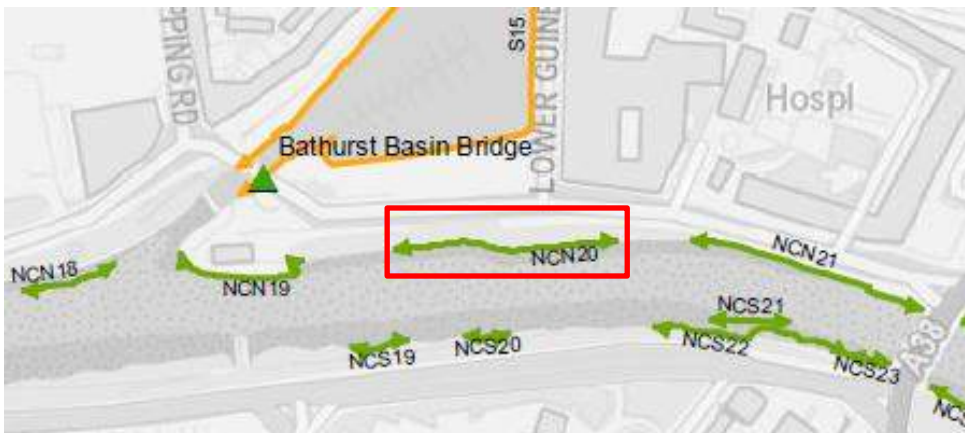 PPING RD
S15
LOWER GUINE
Hospl
Bathurst Basin Bridge
NCN18
NCN19
NCN20
NCN21
NCS21
NCS19
NCS20
NCS22
NCS23
A38
NCS